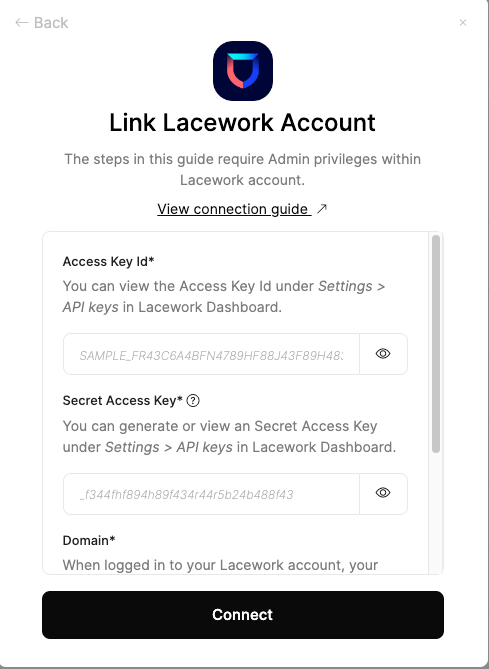 ← Back
×
Link Lacework Account
The steps in this guide require Admin privileges within
Lacework account.
View connection guide ↗
Access Key Id*
You can view the Access Key Id under Settings >
API keys in Lacework Dashboard.
SAMPLE_FR43C6A4BFN4789HF88J43F89H483
Secret Access Key* ?
You can generate or view an Secret Access Key
under Settings > API keys in Lacework Dashboard.
_f344fhf894h89f434r44r5b24b488f43
Domain*
When logged in to your Lacework account, your
Connect